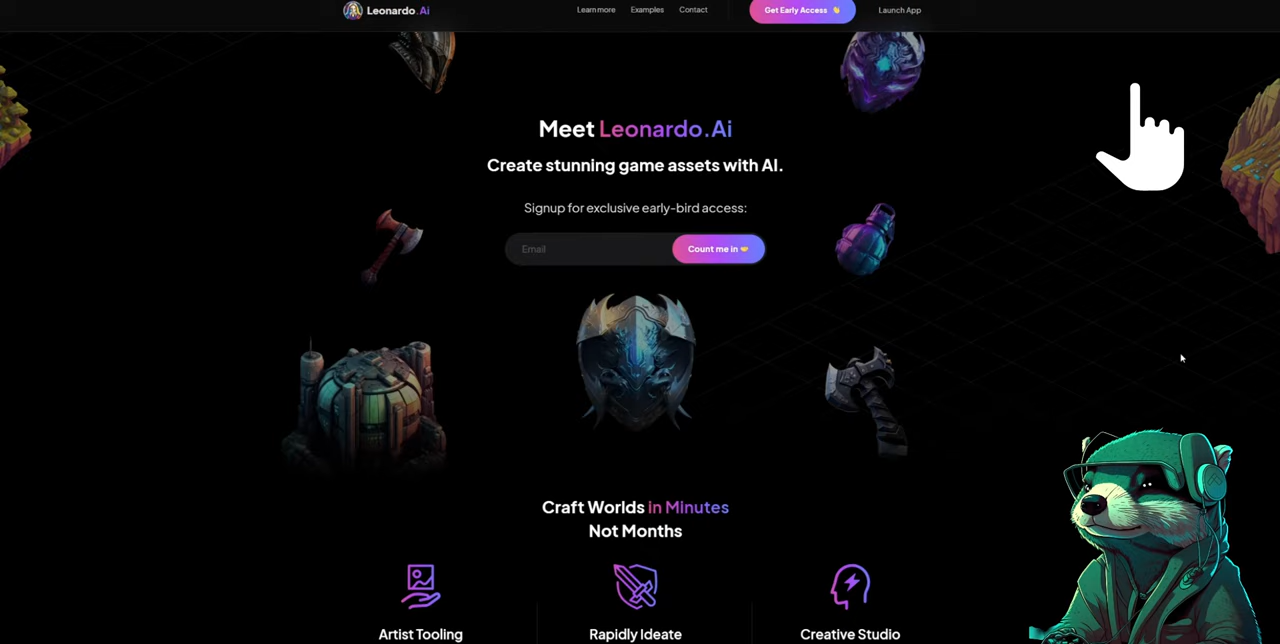 Leonardo.Ai
Learn more
Examples
Contact
Get Early Access
Launch App
Meet Leonardo.Ai
Create stunning game assets with AI.
Signup for exclusive early-bird access:
Email
Count me in
Craft Worlds in Minutes
Not Months
Artist Tooling
Rapidly Ideate
Creative Studio